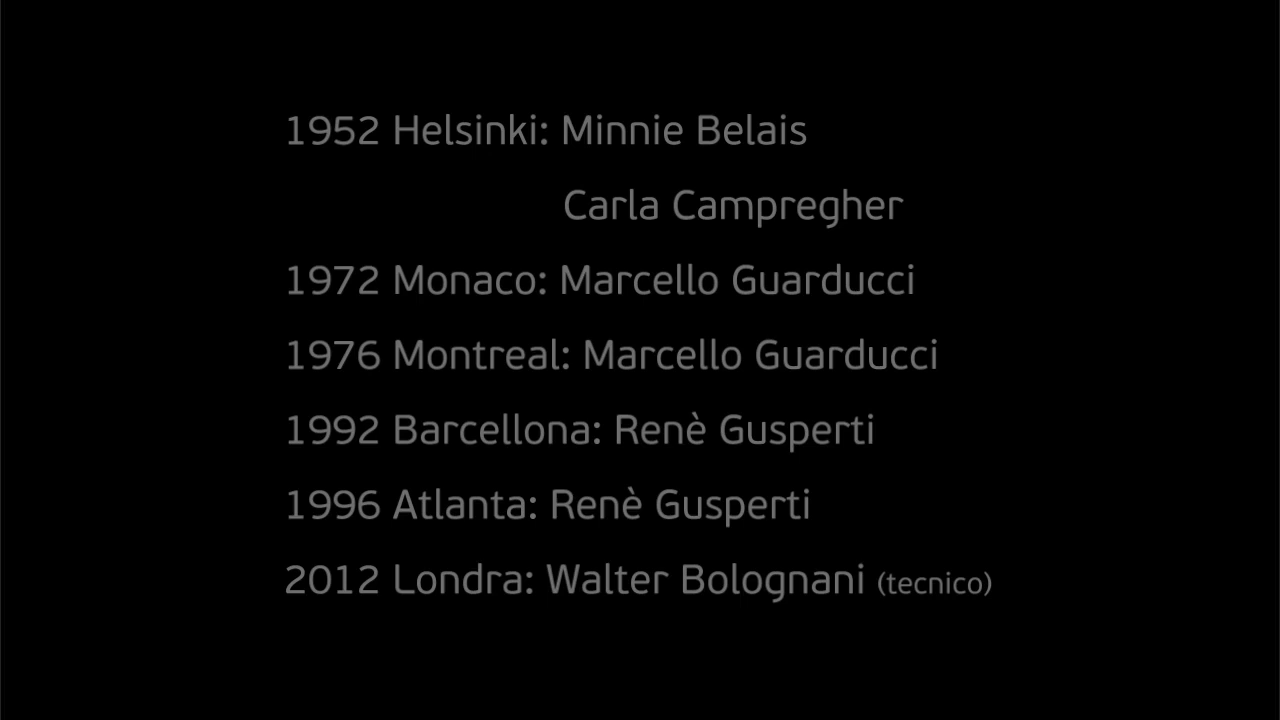 1952 Helsinki: Minnie Belais
Carla Campregher
1972 Monaco: Marcello Guarducci
1976 Montreal: Marcello Guarducci
1992 Barcellona: Renè Gusperti
1996 Atlanta: Renè Gusperti
2012 Londra: Walter Bolognani (tecnico)